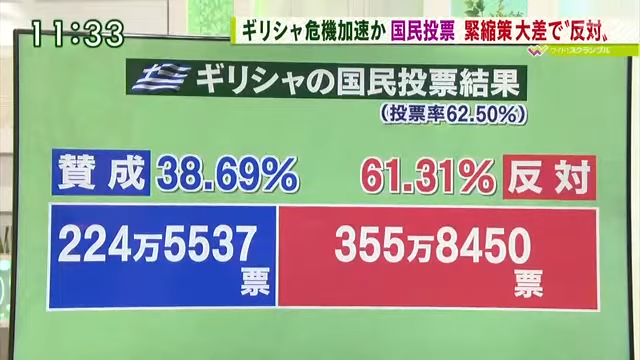 11:33
ギリシャ危機加速か 国民投票 緊縮策 大差で〝反対〟
ワイド!スクランブル
ギリシャの国民投票結果
(投票率62.50%)
賛成 38.69% 61.31% 反対
224万5537票 355万8450票